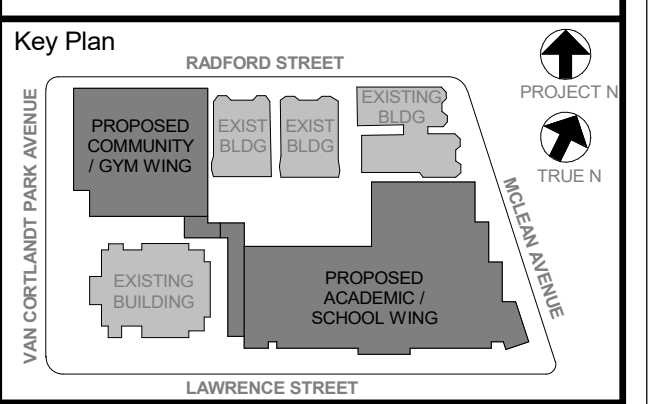 Key Plan
RADFORD STREET
PROJECT N
TRUE N
VAN CORTLANDT PARK AVENUE
PROPOSED
COMMUNITY
/ GYM WING
EXIST
BLDG
EXIST
BLDG
EXISTING
BLDG
MCLEAN AVENUE
EXISTING
BUILDING
PROPOSED
ACADEMIC /
SCHOOL WING
LAWRENCE STREET